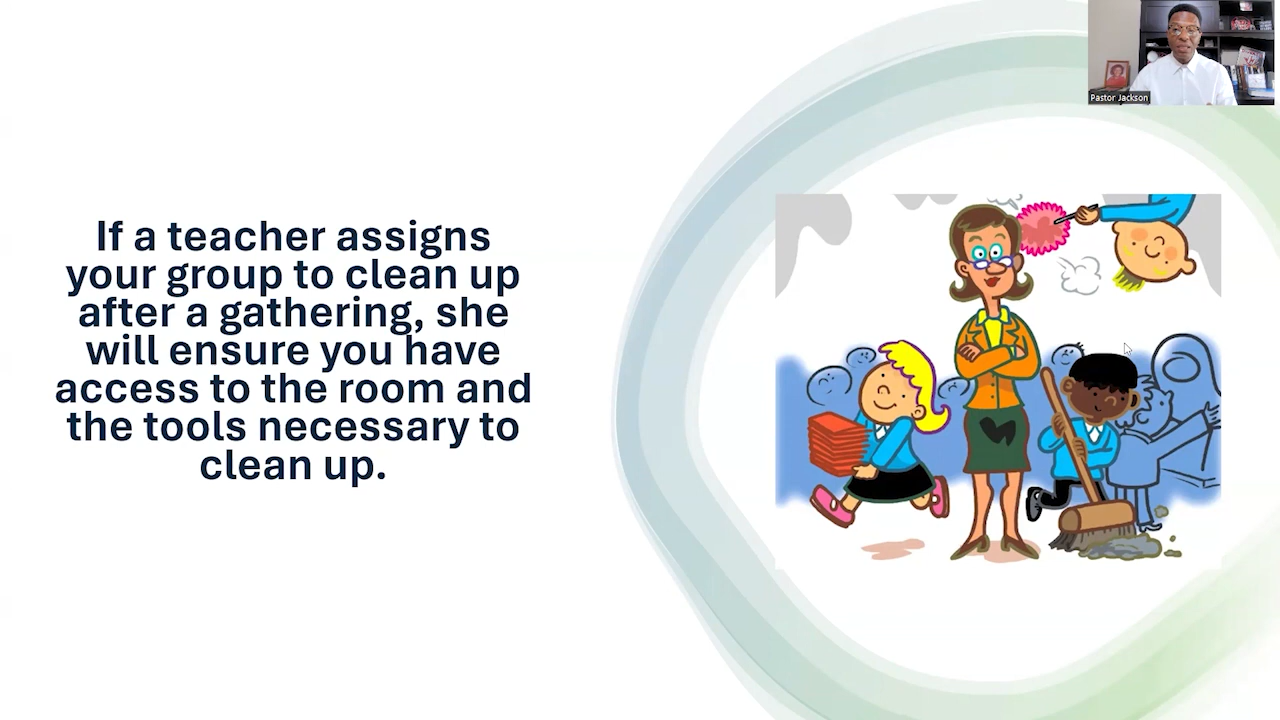 Pastor Jackson
If a teacher assigns
your group to clean up
after a gathering, she
will ensure you have
access to the room and
the tools necessary to
clean up.